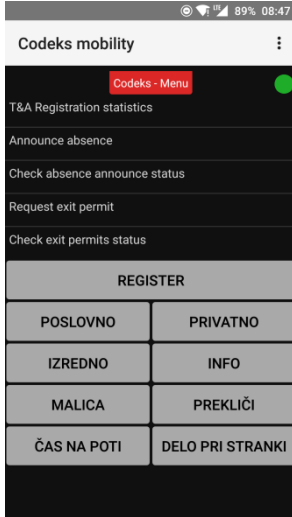 LTE 89% 08:47
Codeks mobility
Codeks - Menu
T&A Registration statistics
Announce absence
Check absence announce status
Request exit permit
Check exit permits status
REGISTER
POSLOVNO PRIVATNO
IZREDNO INFO
MALICA PREKLIČI
ČAS NA POTI DELO PRI STRANKI